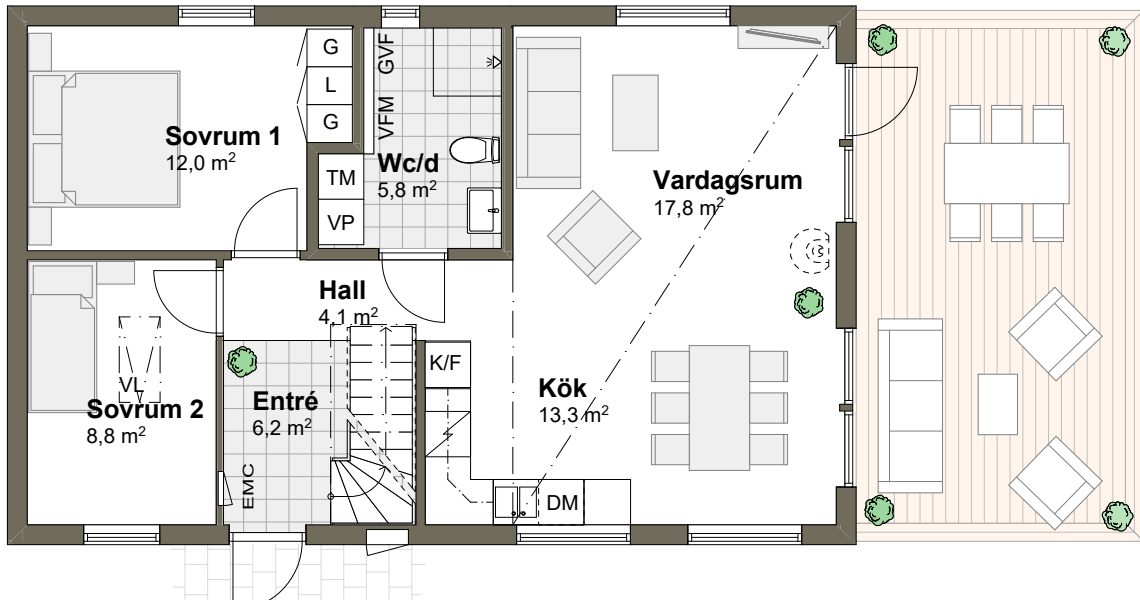 G
L
G
VFM GVF
Sovrum 1
12,0 m²
Wc/d
5,8 m²
TM
VP
Vardagsrum
17,8 m²
Hall
4,1 m²
K/F
VL
Sovrum 2
8,8 m²
Entré
6,2 m²
Kök
13,3 m²
EMC
DM